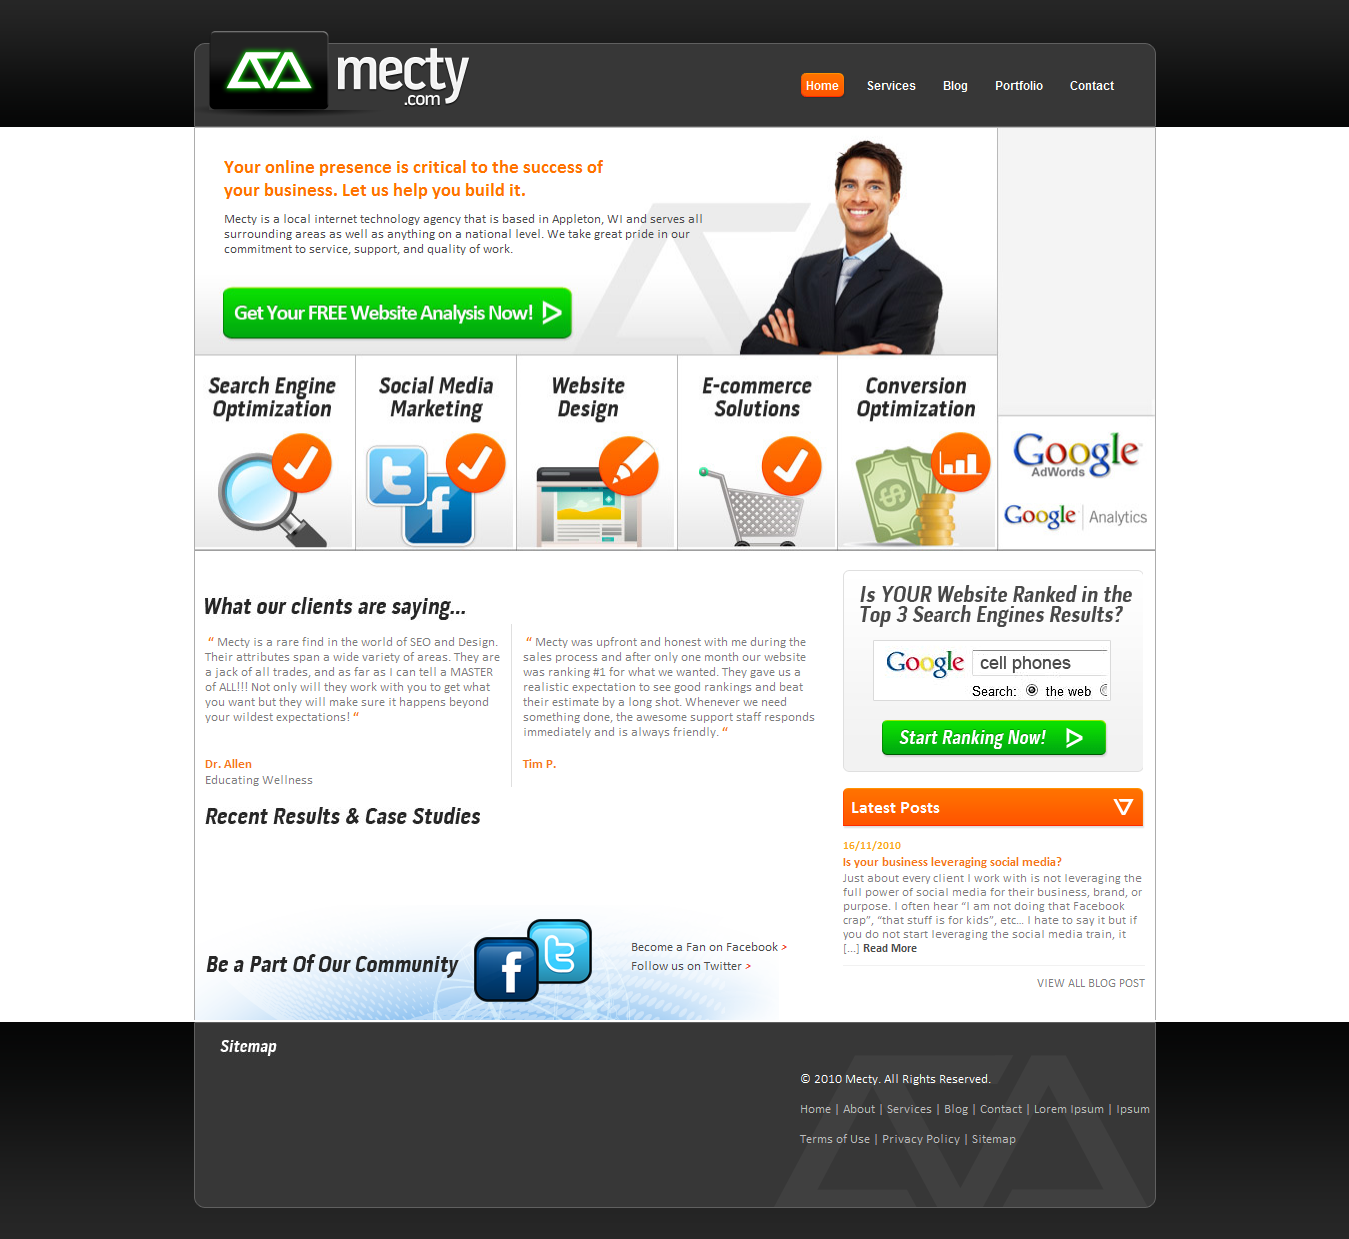 mecty
.com
Home Services Blog Portfolio Contact
Your online presence is critical to the success of
your business. Let us help you build it.
Mecty is a local internet technology agency that is based in Appleton, WI and serves all
surrounding areas as well as anything on a national level. We take great pride in our
commitment to service, support, and quality of work.
Get Your FREE Website Analysis Now!
Search Engine
Optimization
Social Media
Marketing
Website
Design
E-commerce
Solutions
Conversion
Optimization
Google
AdWords
Google Analytics
What our clients are saying...
“ Mecty is a rare find in the world of SEO and Design.
Their attributes span a wide variety of areas. They are
a jack of all trades, and as far as I can tell a MASTER
of ALL!!! Not only will they work with you to get what
you want but they will make sure it happens beyond
your wildest expectations! “
Dr. Allen
Educating Wellness
“ Mecty was upfront and honest with me during the
sales process and after only one month our website
was ranking #1 for what we wanted. They gave us a
realistic expectation to see good rankings and beat
their estimate by a long shot. Whenever we need
something done, the awesome support staff responds
immediately and is always friendly. “
Tim P.
Recent Results & Case Studies
Be a Part Of Our Community
Become a Fan on Facebook >
Follow us on Twitter >
Is YOUR Website Ranked in the
Top 3 Search Engines Results?
Google cell phones
Search: the web
Start Ranking Now!
Latest Posts
16/11/2010
Is your business leveraging social media?
Just about every client I work with is not leveraging the
full power of social media for their business, brand, or
purpose. I often hear “I am not doing that Facebook
crap”, “that stuff is for kids”, etc… I hate to say it but if
you do not start leveraging the social media train, it
[...] Read More
VIEW ALL BLOG POST
Sitemap
© 2010 Mecty. All Rights Reserved.
Home | About | Services | Blog | Contact | Lorem Ipsum | Ipsum
Terms of Use | Privacy Policy | Sitemap